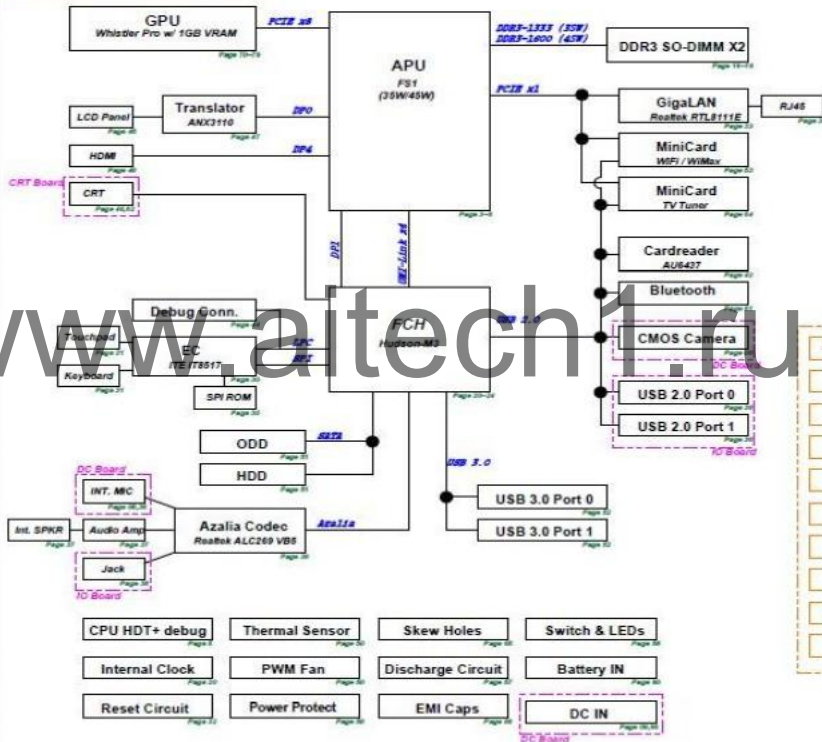 GPU
Whistler Pro w/ 1GB VRAM
PCIE x8
APU
FS1
(35W/45W)
DDR3-1333 (35W)
DDR3-1600 (45W)
DDR3 SO-DIMM X2
PCIE x1
LCD Panel
Translator
ANX3110
DP0
HDMI
DP4
CRT Board
CRT
GigaLAN
Realtek RTL8111E
RJ45
MiniCard
WiFi / WiMax
MiniCard
TV Tuner
Cardreader
AU6437
Bluetooth
CMOS Camera
DC Board
USB 2.0 Port 0
USB 2.0 Port 1
IO Board
DP1
UMI-Link x4
FCH
Hudson-M3
USB 2.0
www.aitech1.ru
Debug Conn.
Touchpad
Keyboard
EC
ITE IT8517
LPC
SPI
SPI ROM
ODD
HDD
SATA
USB 3.0
USB 3.0 Port 0
USB 3.0 Port 1
DC Board
INT. MIC
Int. SPKR
Audio Amp
Jack
IO Board
Azalia Codec
Realtek ALC269 VB5
Azalia
CPU HDT+ debug
Thermal Sensor
Skew Holes
Switch & LEDs
Internal Clock
PWM Fan
Discharge Circuit
Battery IN
Reset Circuit
Power Protect
EMI Caps
DC IN
DC Board